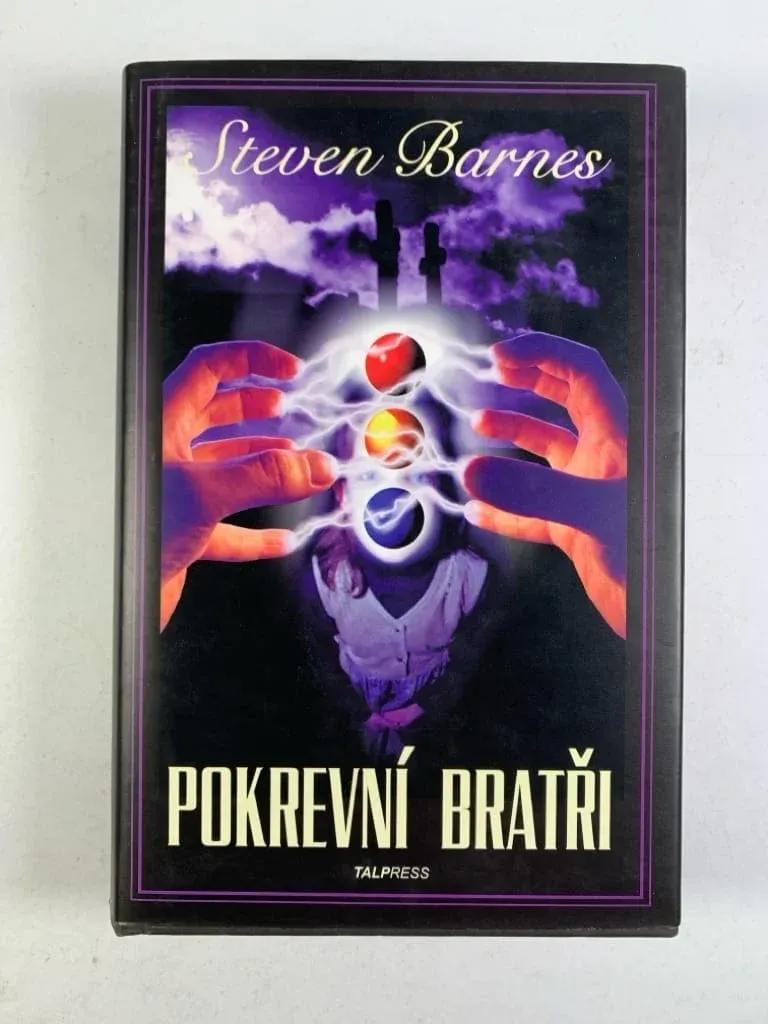 Steven Barnes
POKREVNÍ BRATŘI
TALPRESS